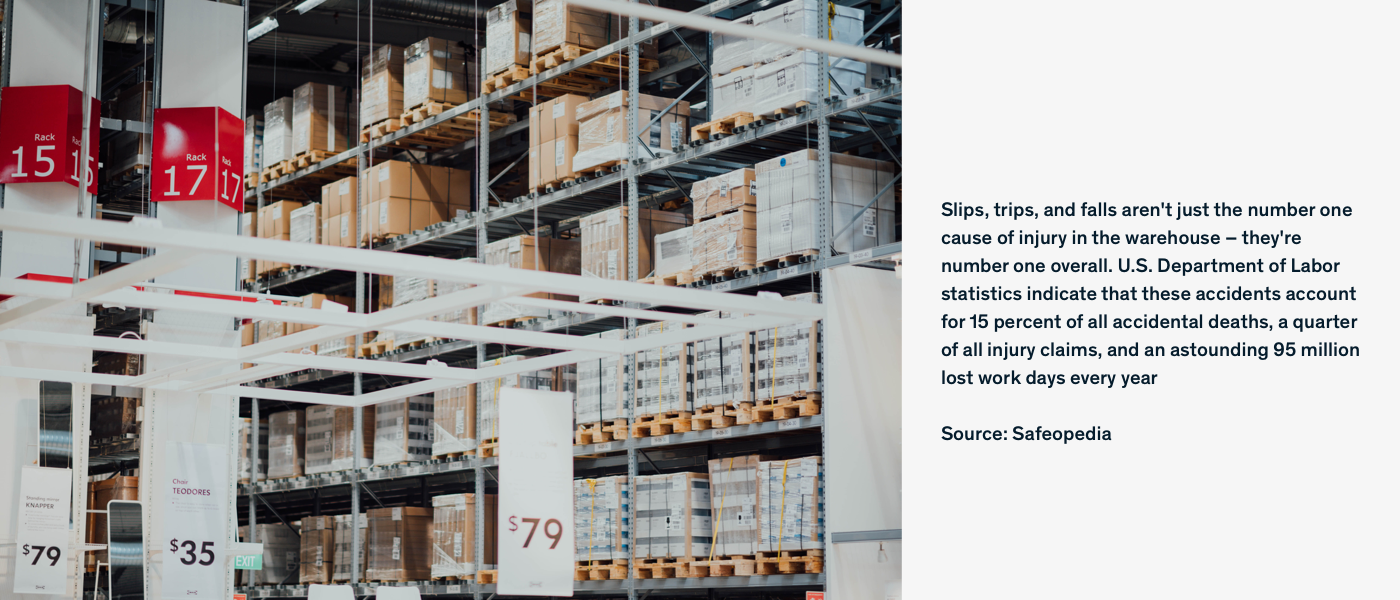 Rack
15
Rack
15
Rack
17
Rack
17
Slips, trips, and falls aren't just the number one
cause of injury in the warehouse – they're
number one overall. U.S. Department of Labor
statistics indicate that these accidents account
for 15 percent of all accidental deaths, a quarter
of all injury claims, and an astounding 95 million
lost work days every year
Source: Safeopedia
Standing mirror
KNAPPER
$79
Chair
TEODORES
$35
$79
EXIT